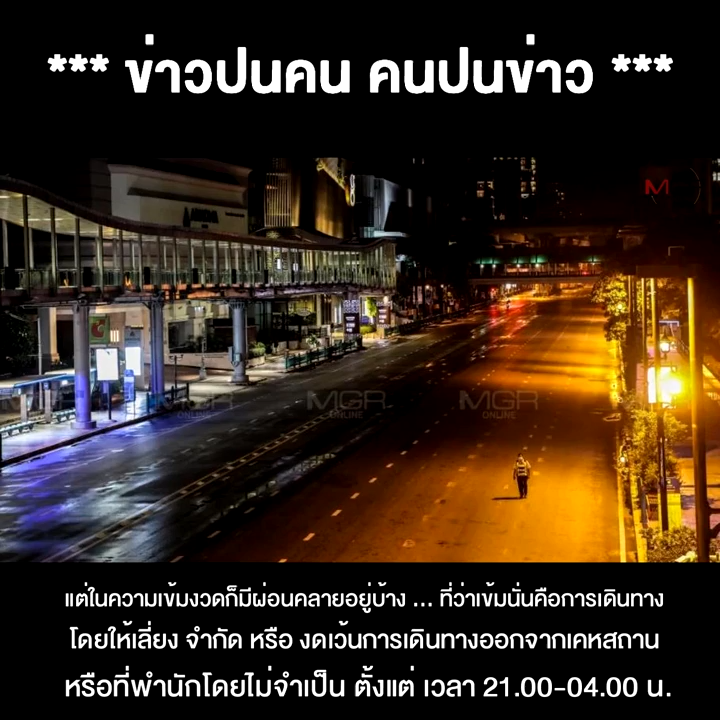 *** ข่าวปนคน คนปนข่าว ***
M
MGR
ONLINE
MGR
ONLINE
MGR
ONLINE
แต่ในความเข้มงวดก็มีผ่อนคลายอยู่บ้าง ... ที่ว่าเข้มนั่นคือการเดินทาง
โดยให้เลี่ยง จำกัด หรือ งดเว้นการเดินทางออกจากเคหสถาน
หรือที่พำนักโดยไม่จำเป็น ตั้งแต่ เวลา 21.00-04.00 น.